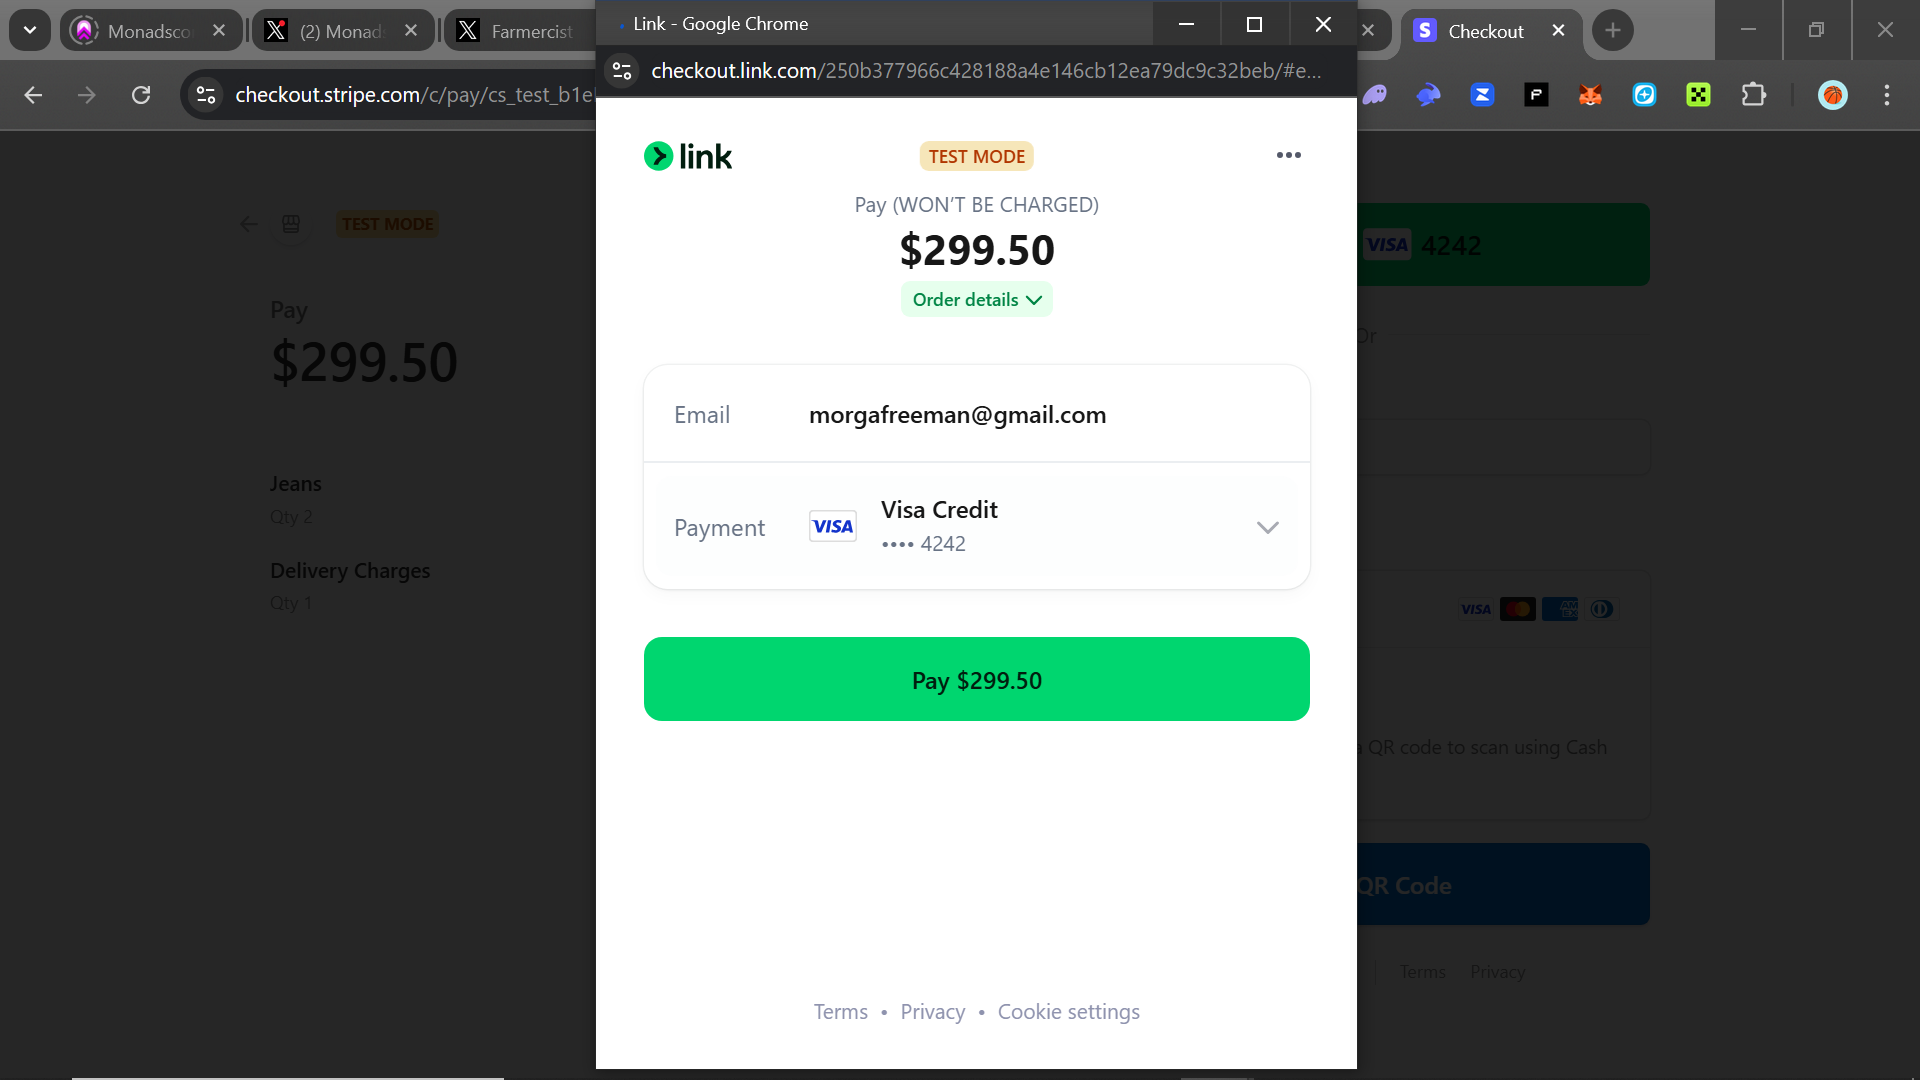 Monadsco
(2) Monads
Farmercist
Checkout
checkout.stripe.com/c/pay/cs_test_b1e
Link - Google Chrome
checkout.link.com/250b377966c428188a4e146cb12ea79dc9c32beb/#e...
TEST MODE
Pay
$299.50
Jeans
Qty 2
Delivery Charges
Qty 1
link
TEST MODE
Pay (WON'T BE CHARGED)
$299.50
Order details
Email morgafreeman@gmail.com
Payment VISA Visa Credit
•••• 4242
Pay $299.50
Terms • Privacy • Cookie settings
VISA 4242
Or
VISA
a QR code to scan using Cash
QR Code
Terms Privacy